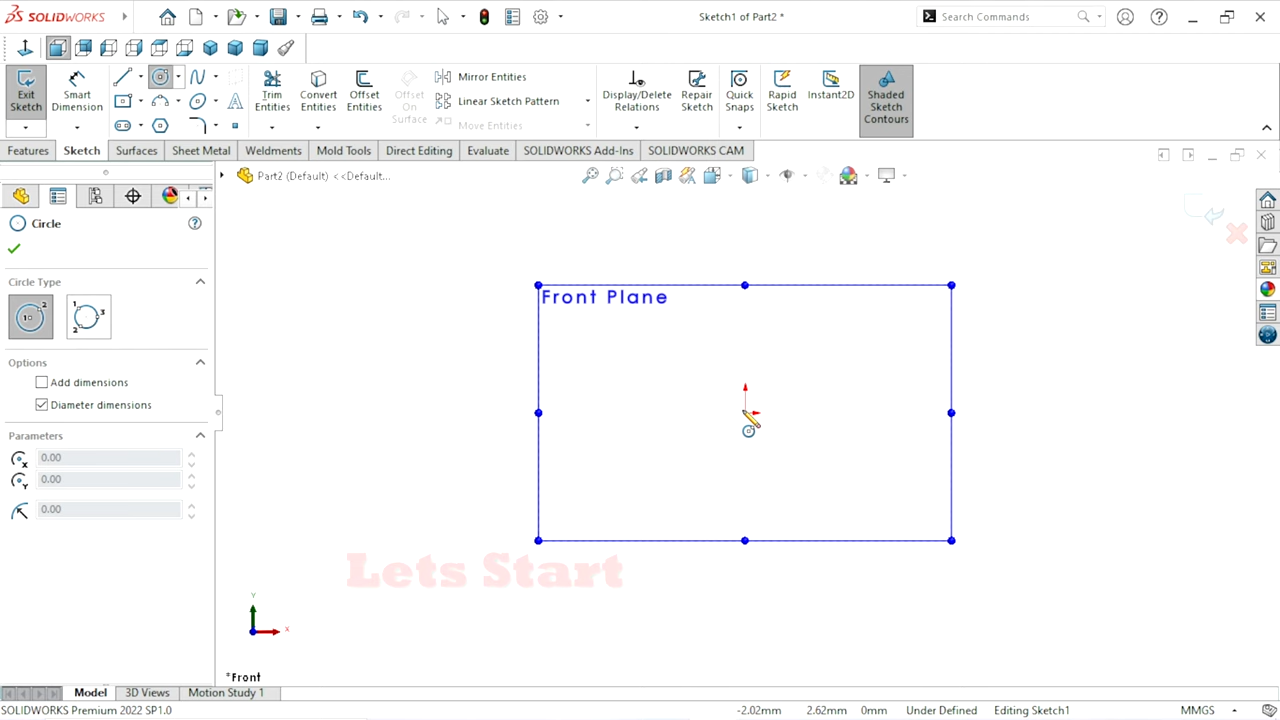 SOLIDWORKS
Sketch1 of Part2 *
Search Commands
Exit Sketch
Smart Dimension
Trim Entities
Convert Entities
Offset Entities
Offset On Surface
Mirror Entities
Linear Sketch Pattern
Move Entities
Display/Delete Relations
Repair Sketch
Quick Snaps
Rapid Sketch
Instant2D
Shaded Sketch Contours
Features
Sketch
Surfaces
Sheet Metal
Weldments
Mold Tools
Direct Editing
Evaluate
SOLIDWORKS Add-Ins
SOLIDWORKS CAM
Part2 (Default) <<Default...
Circle
Circle Type
Options
Add dimensions
Diameter dimensions
Parameters
0.00
0.00
0.00
Front Plane
Lets Start
Y
X
*Front
Model
3D Views
Motion Study 1
SOLIDWORKS Premium 2022 SP1.0
-2.02mm
2.62mm
0mm
Under Defined
Editing Sketch1
MMGS